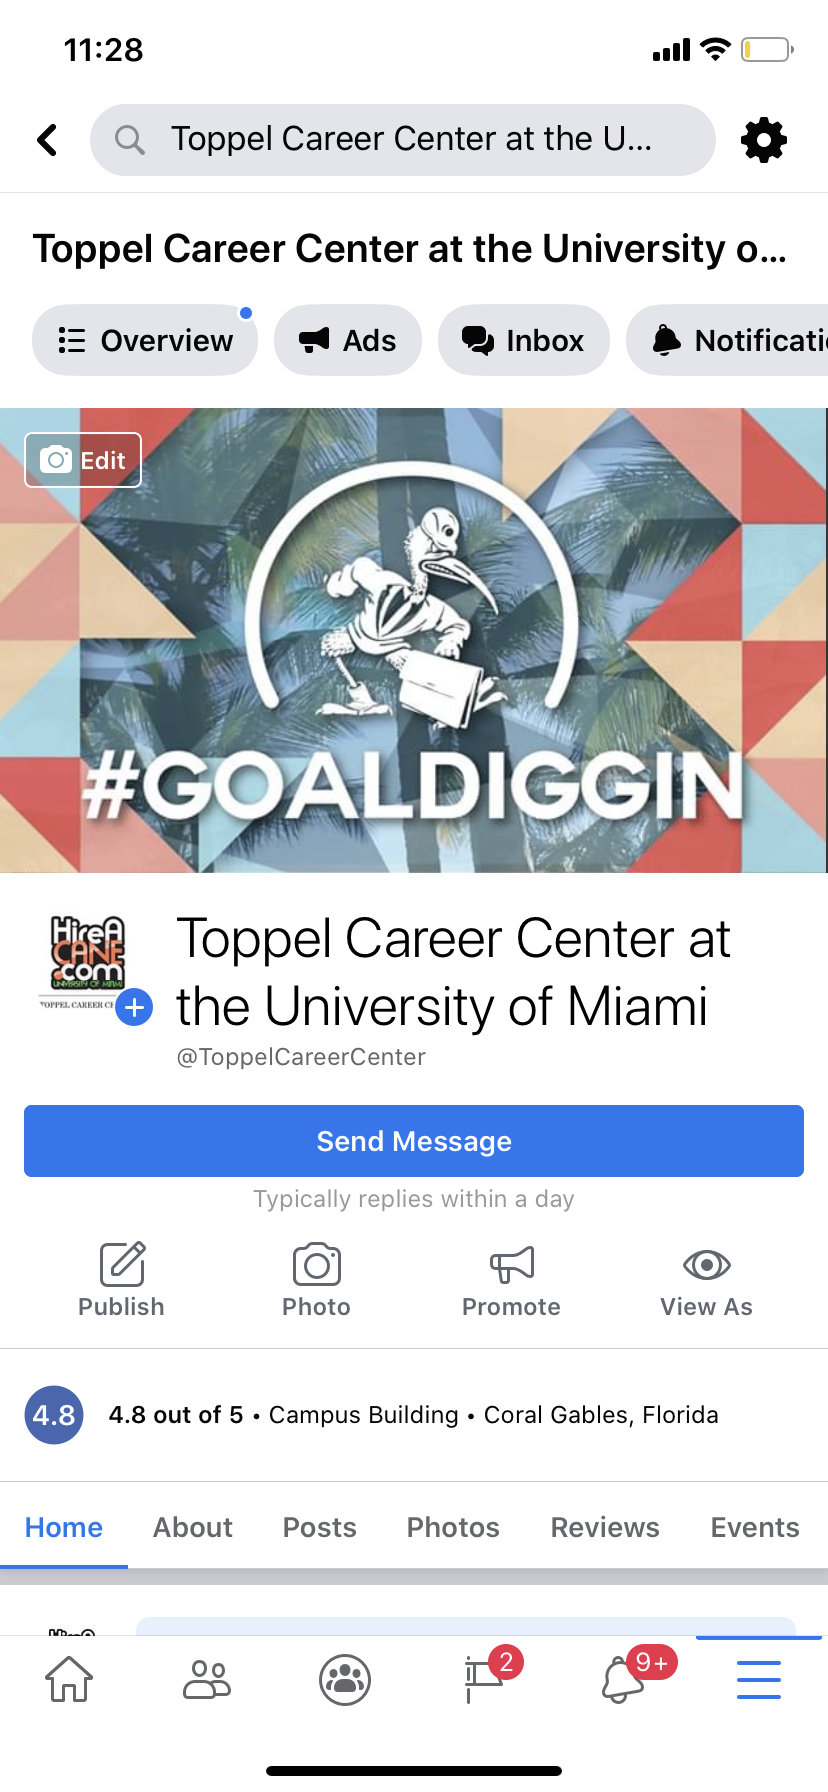 11:28
Toppel Career Center at the U...
Toppel Career Center at the University o...
Overview
Ads
Inbox
Notificati
Edit
#GOALDIGGIN
HireA
CANE
.com
UNIVERSITY OF MIAMI
TOPPEL CAREER CE
Toppel Career Center at
the University of Miami
@ToppelCareerCenter
Send Message
Typically replies within a day
Publish
Photo
Promote
View As
4.8
4.8 out of 5 • Campus Building • Coral Gables, Florida
Home
About
Posts
Photos
Reviews
Events
2
9+